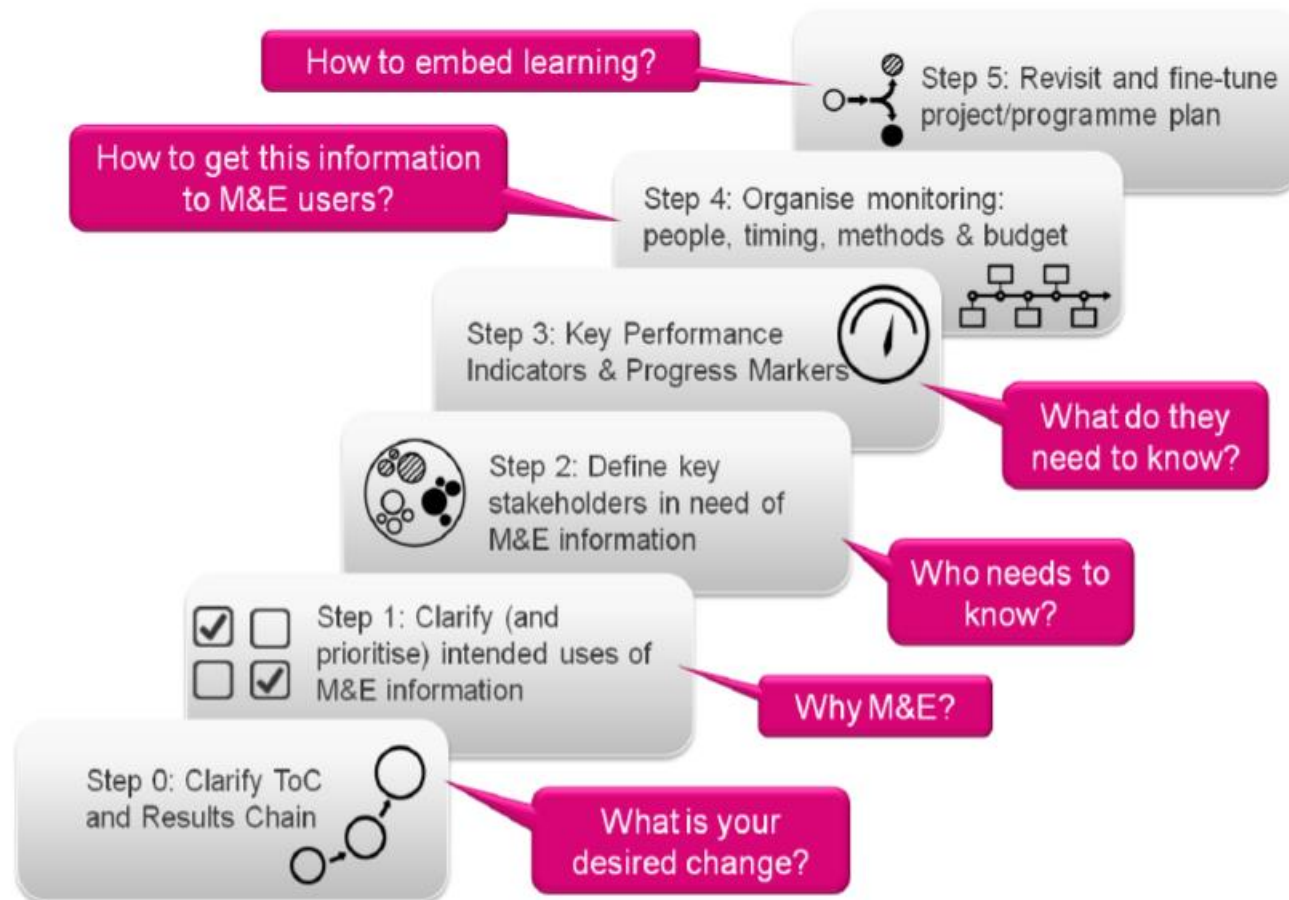 How to embed learning?
Step 5: Revisit and fine-tune
project/programme plan
How to get this information
to M&E users?
Step 4: Organise monitoring:
people, timing, methods & budget
Step 3: Key Performance
Indicators & Progress Markers
What do they
need to know?
Step 2: Define key
stakeholders in need of
M&E information
Who needs to
know?
Step 1: Clarify (and
prioritise) intended uses of
M&E information
Why M&E?
Step 0: Clarify ToC
and Results Chain
What is your
desired change?